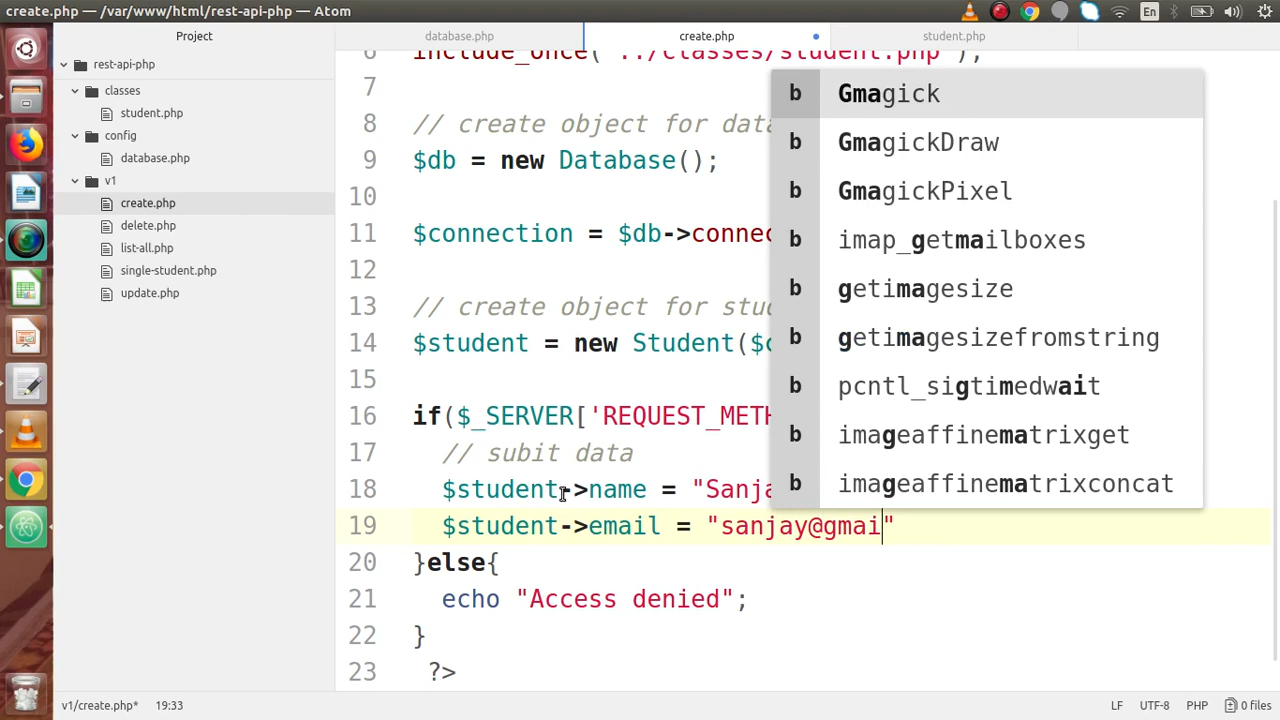 create.php — /var/www/html/rest-api-php — Atom
En
Project
database.php
create.php
student.php
rest-api-php
classes
student.php
config
database.php
v1
create.php
delete.php
list-all.php
single-student.php
update.php
6 include_once("../classes/student.php");
7
8 // create object for data
9 $db = new Database();
10
11 $connection = $db->connec
12
13 // create object for stud
14 $student = new Student($c
15
16 if($_SERVER['REQUEST_METH
17 // subit data
18 $student->name = "Sanja
19 $student->email = "sanjay@gmai"
20 }else{
21 echo "Access denied";
22 }
23 ?>
b Gmagick
b GmagickDraw
b GmagickPixel
b imap_getmailboxes
b getimagesize
b getimagesizefromstring
b pcntl_sigtimedwait
b imageaffinematrixget
b imageaffinematrixconcat
v1/create.php* 19:33
LF UTF-8 PHP 0 files